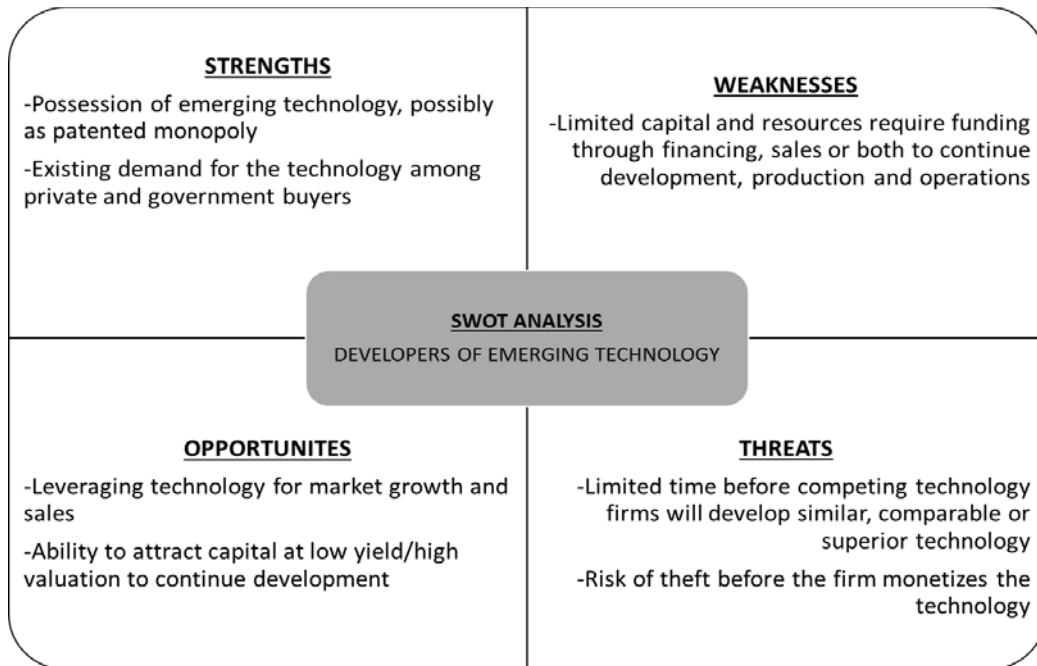 STRENGTHS
-Possession of emerging technology, possibly
as patented monopoly
-Existing demand for the technology among
private and government buyers
WEAKNESSES
-Limited capital and resources require funding
through financing, sales or both to continue
development, production and operations
SWOT ANALYSIS
DEVELOPERS OF EMERGING TECHNOLOGY
OPPORTUNITES
-Leveraging technology for market growth and
sales
-Ability to attract capital at low yield/high
valuation to continue development
THREATS
-Limited time before competing technology
firms will develop similar, comparable or
superior technology
-Risk of theft before the firm monetizes the
technology